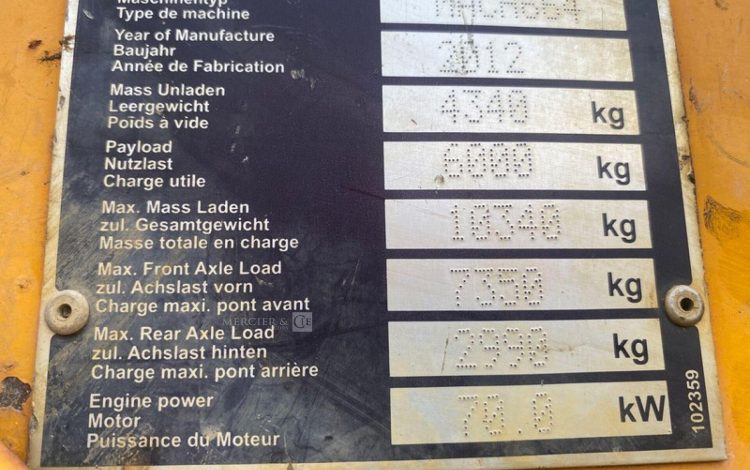 Maschinentyp
Type de machine
Year of Manufacture
Baujahr 2012
Année de Fabrication
Mass Unladen
Leergewicht 4340 kg
Poids à vide
Payload
Nutzlast 6000 kg
Charge utile
Max. Mass Laden
zul. Gesamtgewicht 10340 kg
Masse totale en charge
Max. Front Axle Load
zul. Achslast vorn 7350 kg
Charge maxi. pont avant
MERCIER & CIE
Max. Rear Axle Load
zul. Achslast hinten 2990 kg
Charge maxi. pont arrière
Engine power
Motor 70.0 kW
Puissance du Moteur
102359